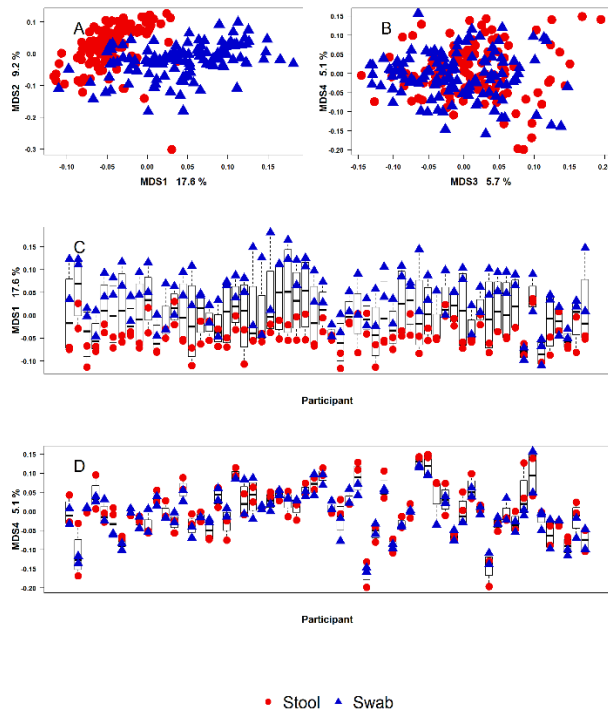 A
0.1
0.0
-0.1
-0.2
-0.3
MDS2 9.2 %
-0.10 -0.05 0.00 0.05 0.10 0.15
MDS1 17.6 %
B
0.15
0.10
0.05
0.00
-0.05
-0.10
-0.15
-0.20
MDS4 5.1 %
-0.15 -0.10 -0.05 0.00 0.05 0.10 0.15 0.20
MDS3 5.7 %
C
0.15
0.10
0.05
0.00
-0.05
-0.10
MDS1 17.6 %
Participant
D
0.15
0.10
0.05
0.00
-0.05
-0.10
-0.15
-0.20
MDS4 5.1 %
Participant
Stool Swab